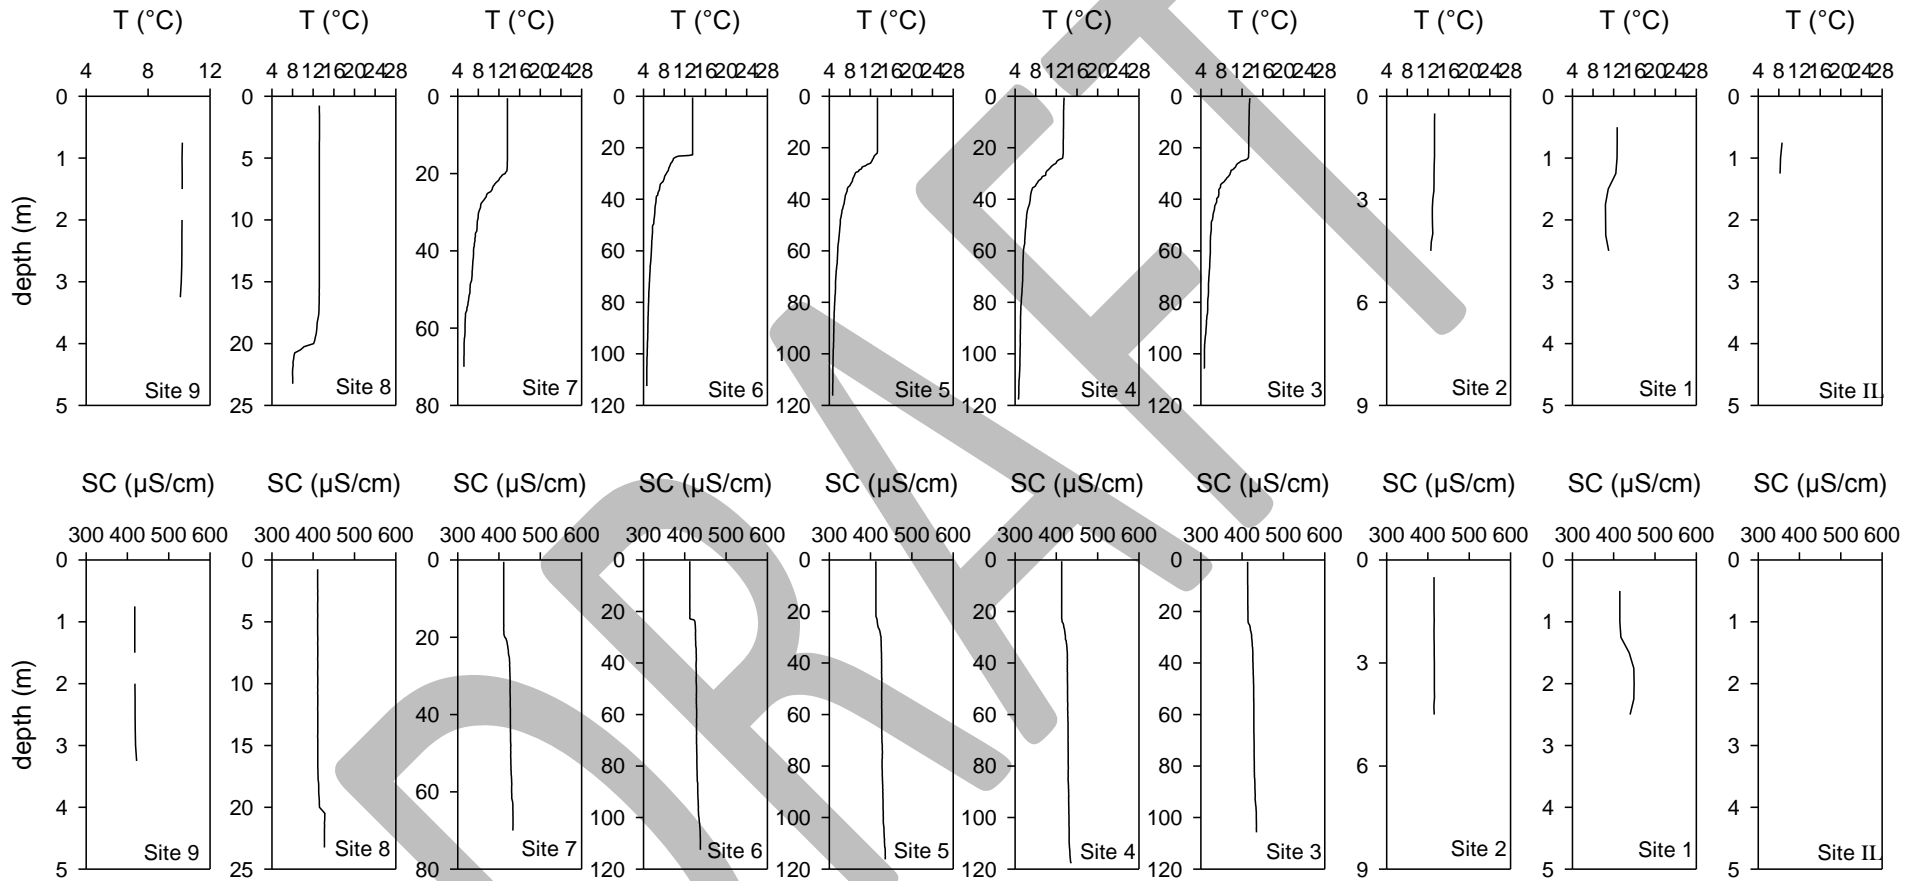 T (°C) T (°C) T (°C) T (°C) T (°C) T (°C) T (°C) T (°C) T (°C) T (°C)
4 8 12 4 8 12 16 20 24 28 4 8 12 16 20 24 28 4 8 12 16 20 24 28 4 8 12 16 20 24 28 4 8 12 16 20 24 28 4 8 12 16 20 24 28 4 8 12 16 20 24 28 4 8 12 16 20 24 28 4 8 12 16 20 24 28
depth (m)
0 1 2 3 4 5
0 5 10 15 20 25
0 20 40 60 80
0 20 40 60 80 100 120
0 20 40 60 80 100 120
0 20 40 60 80 100 120
0 20 40 60 80 100 120
0 3 6 9
0 1 2 3 4 5
0 1 2 3 4 5
Site 9 Site 8 Site 7 Site 6 Site 5 Site 4 Site 3 Site 2 Site 1 Site IL
SC (µS/cm) SC (µS/cm) SC (µS/cm) SC (µS/cm) SC (µS/cm) SC (µS/cm) SC (µS/cm) SC (µS/cm) SC (µS/cm) SC (µS/cm)
300 400 500 600 300 400 500 600 300 400 500 600 300 400 500 600 300 400 500 600 300 400 500 600 300 400 500 600 300 400 500 600 300 400 500 600 300 400 500 600
depth (m)
0 1 2 3 4 5
0 5 10 15 20 25
0 20 40 60 80
0 20 40 60 80 100 120
0 20 40 60 80 100 120
0 20 40 60 80 100 120
0 20 40 60 80 100 120
0 3 6 9
0 1 2 3 4 5
0 1 2 3 4 5
Site 9 Site 8 Site 7 Site 6 Site 5 Site 4 Site 3 Site 2 Site 1 Site IL
DRAFT